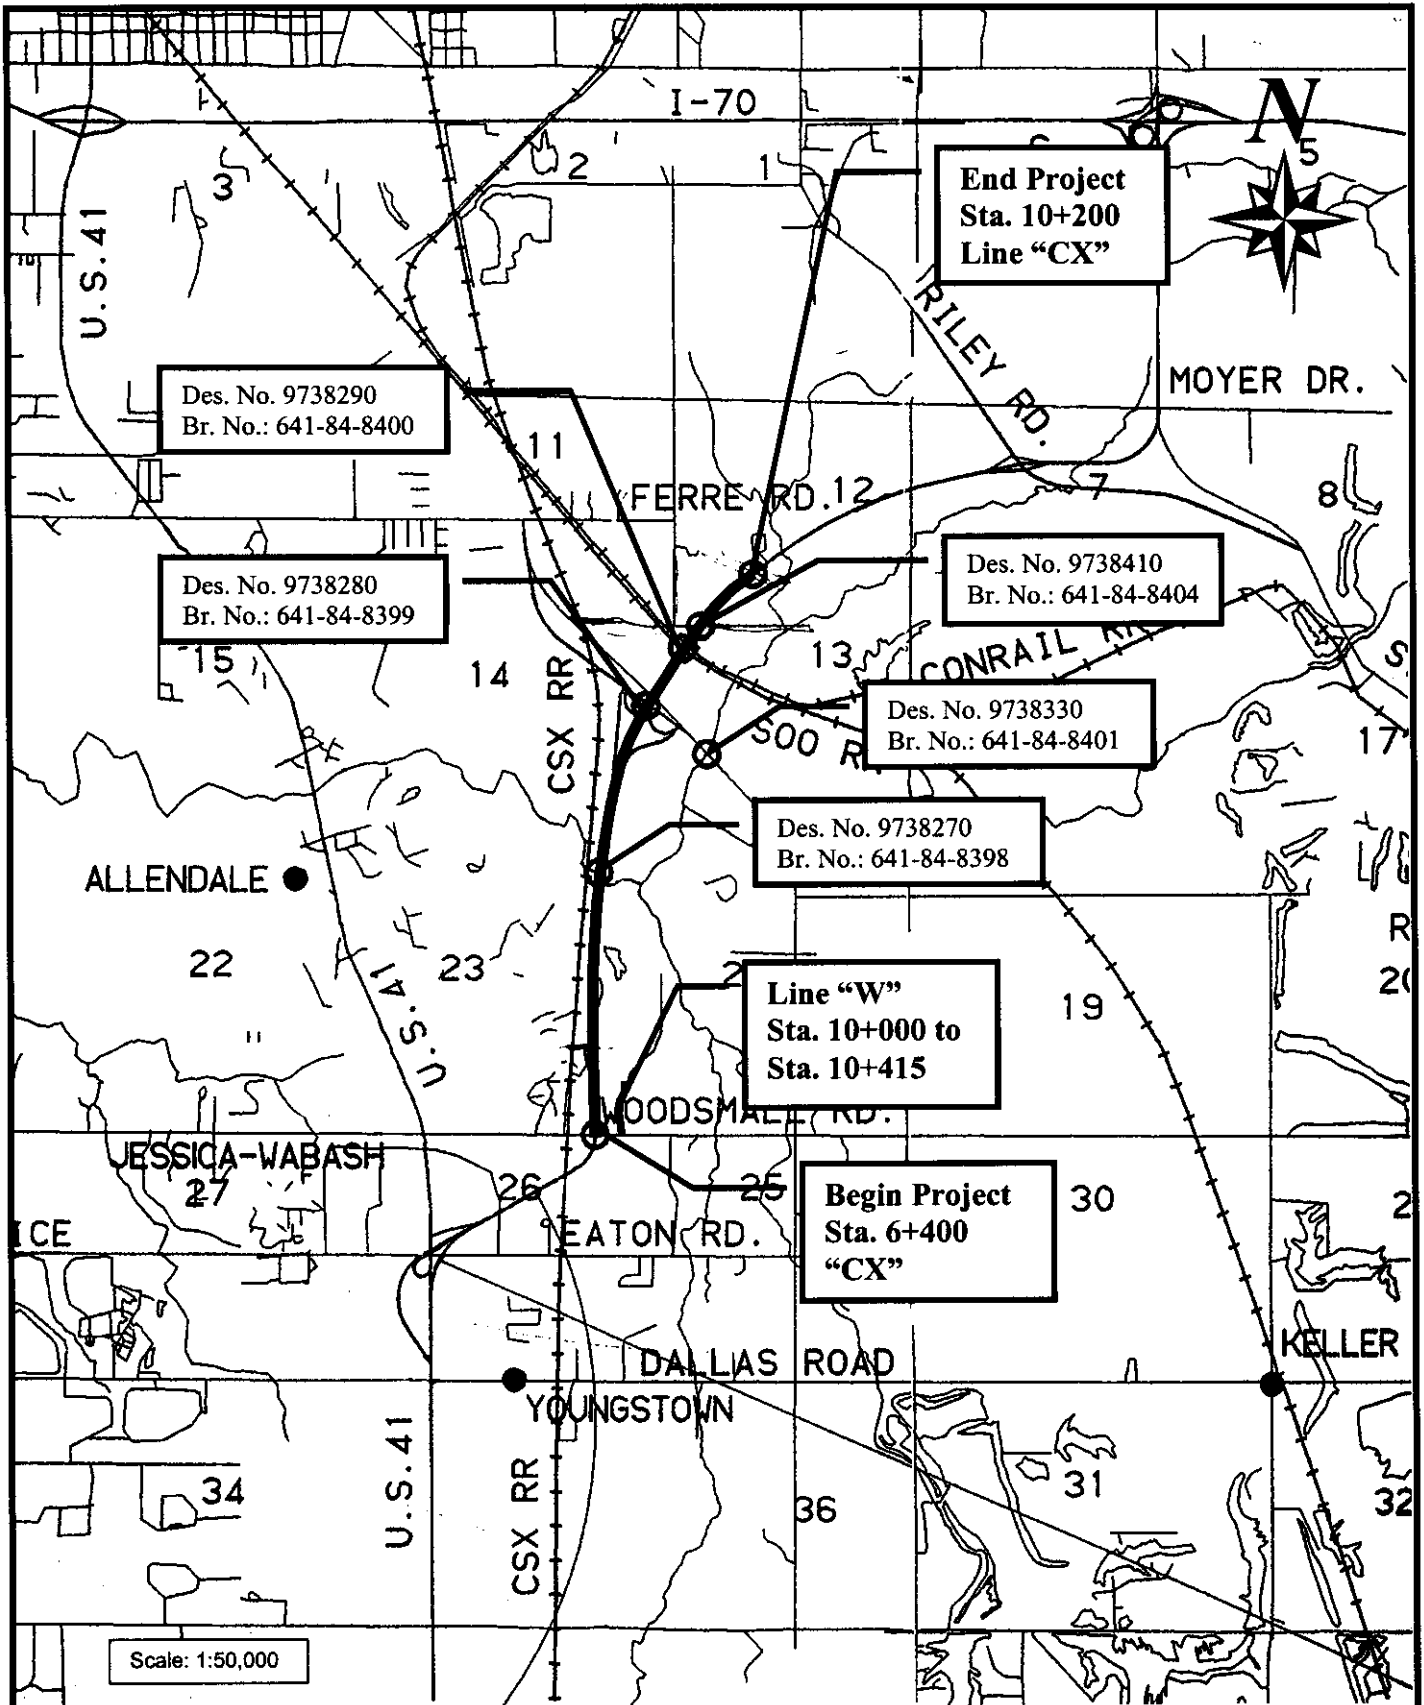 I-70
N
5
2
1
3
End Project
Sta. 10+200
Line “CX”
U.S.41
RILEY RD.
MOYER DR.
Des. No. 9738290
Br. No.: 641-84-8400
11
FERRE RD.
12
7
8
Des. No. 9738280
Br. No.: 641-84-8399
Des. No. 9738410
Br. No.: 641-84-8404
15
14
CSX RR
13
CONRAIL RR
Des. No. 9738330
Br. No.: 641-84-8401
SOO
17
Des. No. 9738270
Br. No.: 641-84-8398
ALLENDALE
22
23
U.S.41
19
Line “W”
Sta. 10+000 to
Sta. 10+415
WOODSMALL RD.
JESSICA-WABASH
27
26
25
30
Begin Project
Sta. 6+400
“CX”
ICE
EATON RD.
KELLER
DALLAS ROAD
YOUNGSTOWN
U.S.41
CSX RR
34
36
31
32
Scale: 1:50,000